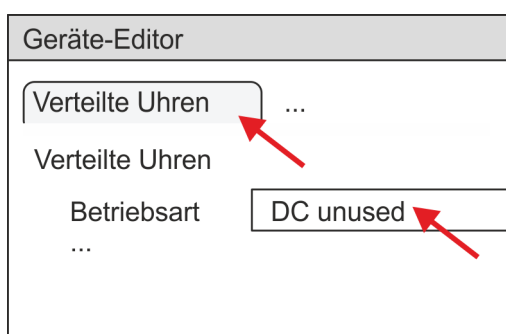 Geräte-Editor
Verteilte Uhren ...
Verteilte Uhren
Betriebsart DC unused
...